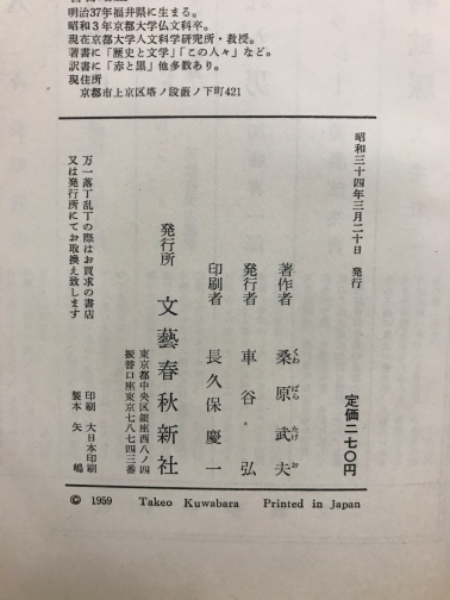 明治37年福井県に生まる。
昭和3年京都大学仏文科卒。
現在京都大学人文科学研究所・教授。
著書に「歴史と文学」「この人々」など。
訳書に「赤と黒」他多数あり。
現住所
京都市上京区塔ノ段薮ノ下町421
昭和三十四年三月二十日 発行
定価二七〇円
著作者 桑原武夫
くわ ばら たけ お
発行者 車谷弘
印刷者 長久保慶一
発行所 文藝春秋新社
東京都中央区銀座西八ノ四
振替口座東京七八七四三番
印刷 大日本印刷
製本 矢嶋
万一落丁乱丁の際はお買求の書店
又は発行所にてお取換え致します
© 1959 Takeo Kuwabara Printed in Japan